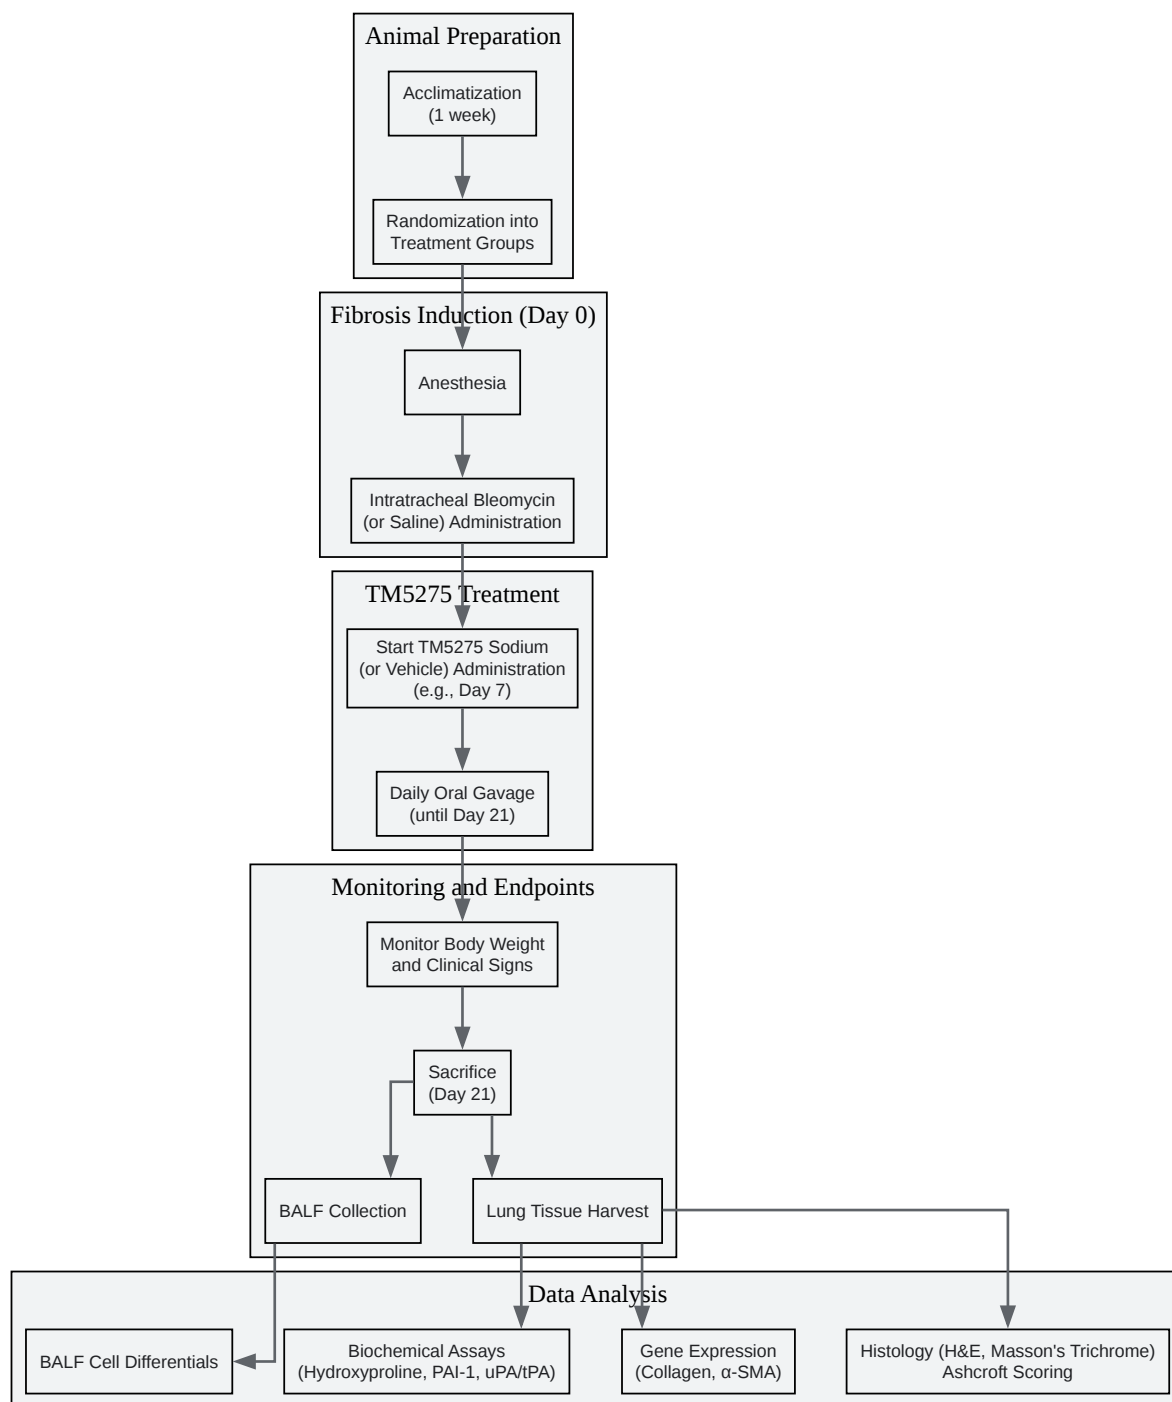 Animal Preparation
Acclimatization
(1 week)
Randomization into
Treatment Groups
Fibrosis Induction (Day 0)
Anesthesia
Intratracheal Bleomycin
(or Saline) Administration
TM5275 Treatment
Start TM5275 Sodium
(or Vehicle) Administration
(e.g., Day 7)
Daily Oral Gavage
(until Day 21)
Monitoring and Endpoints
Monitor Body Weight
and Clinical Signs
Sacrifice
(Day 21)
BALF Collection
Lung Tissue Harvest
Data Analysis
BALF Cell Differentials
Biochemical Assays
(Hydroxyproline, PAI-1, uPA/tPA)
Gene Expression
(Collagen, α-SMA)
Histology (H&E, Masson's Trichrome)
Ashcroft Scoring